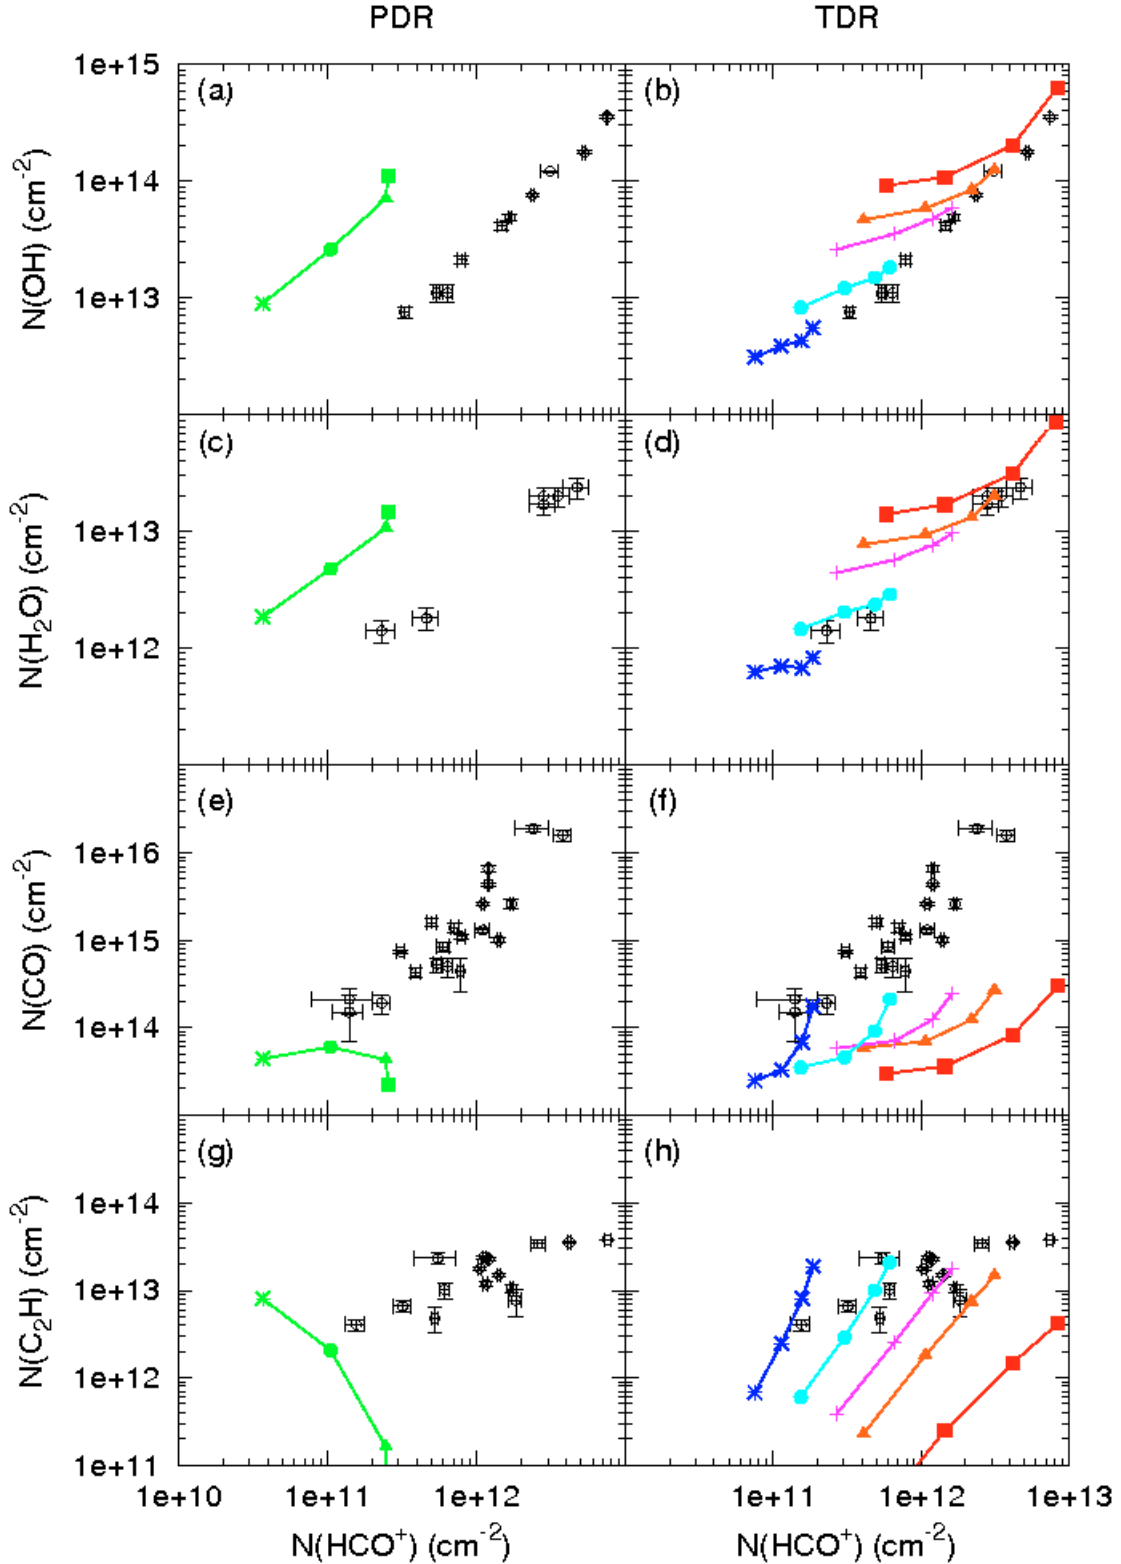 PDR TDR
1e+15
(a) (b)
1e+14
N(OH) (cm⁻²)
1e+13
(c) (d)
1e+13
N(H₂O) (cm⁻²)
1e+12
(e) (f)
1e+16
N(CO) (cm⁻²)
1e+15
1e+14
(g) (h)
1e+14
N(C₂H) (cm⁻²)
1e+13
1e+12
1e+11
1e+10 1e+11 1e+12 1e+11 1e+12 1e+13
N(HCO⁺) (cm⁻²) N(HCO⁺) (cm⁻²)